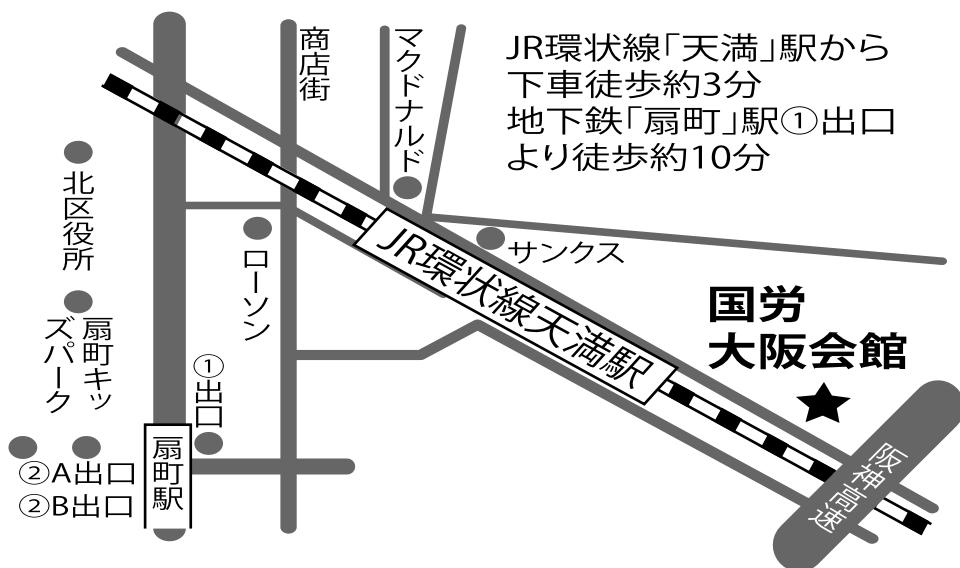 商店街
マクドナルド
JR環状線「天満」駅から
下車徒歩約3分
地下鉄「扇町」駅①出口
より徒歩約10分
北区役所
ローソン
サンクス
JR環状線天満駅
国労
大阪会館
扇町キッ
ズパーク
①出口
扇町駅
②A出口
②B出口
阪神高速